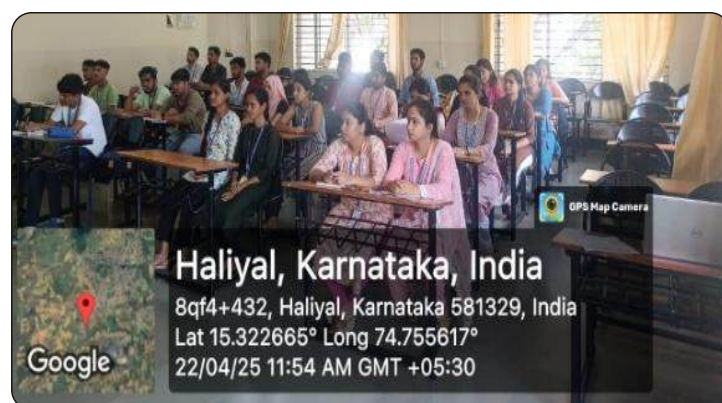 GPS Map Camera
Haliyal, Karnataka, India
8qf4+432, Haliyal, Karnataka 581329, India
Lat 15.322665° Long 74.755617°
22/04/25 11:54 AM GMT +05:30
Google